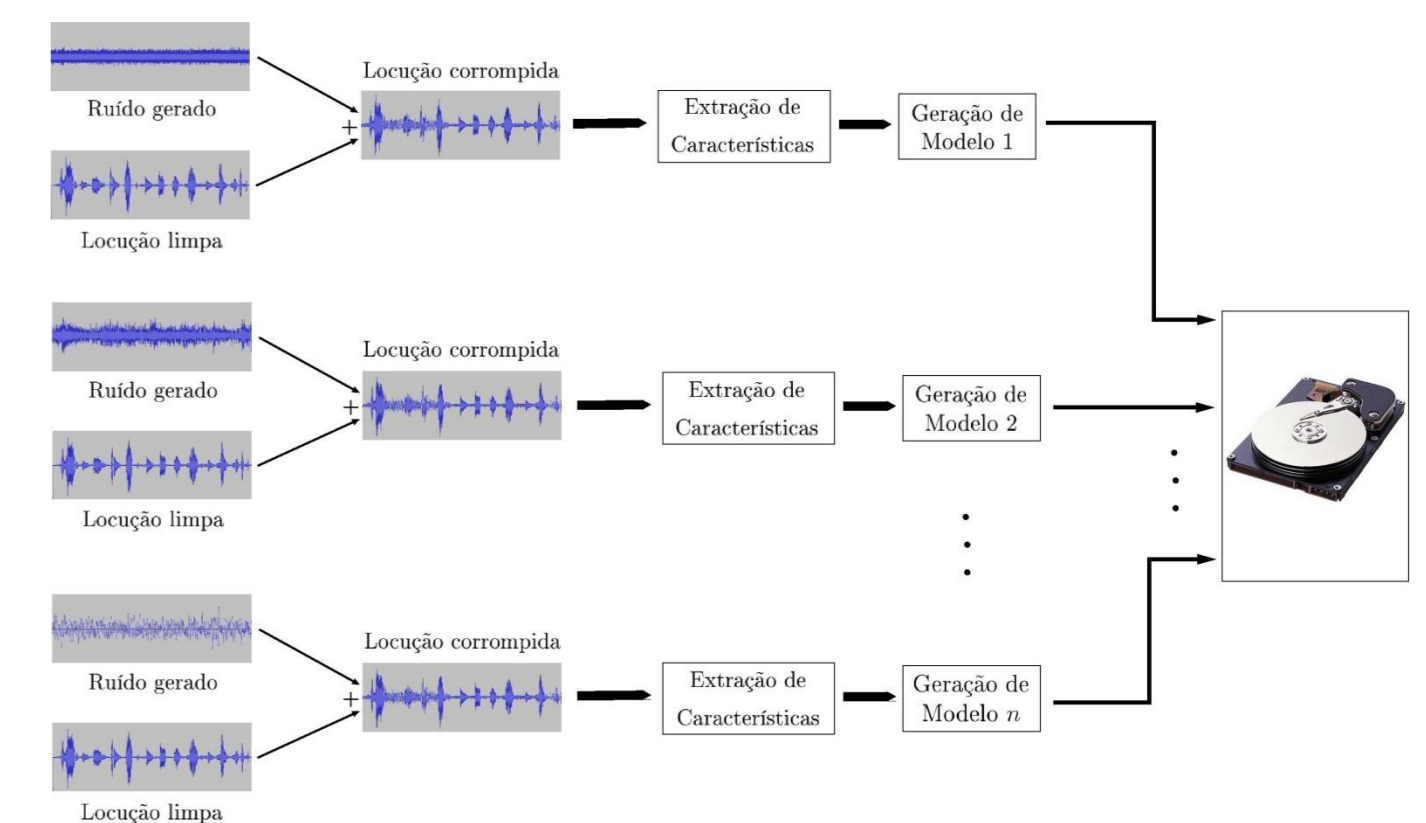 Ruído gerado
+
Locução limpa
Locução corrompida
Extração de
Características
Geração de
Modelo 1
Ruído gerado
+
Locução limpa
Locução corrompida
Extração de
Características
Geração de
Modelo 2
Ruído gerado
+
Locução limpa
Locução corrompida
Extração de
Características
Geração de
Modelo n